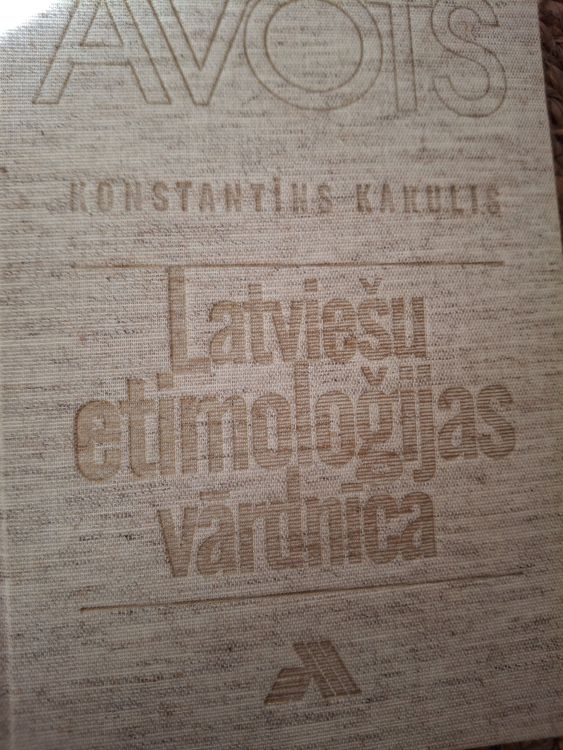 AVOTS
KONSTANTĪNS KARULIS
Latviešu
etimoloģijas
vārdnīca